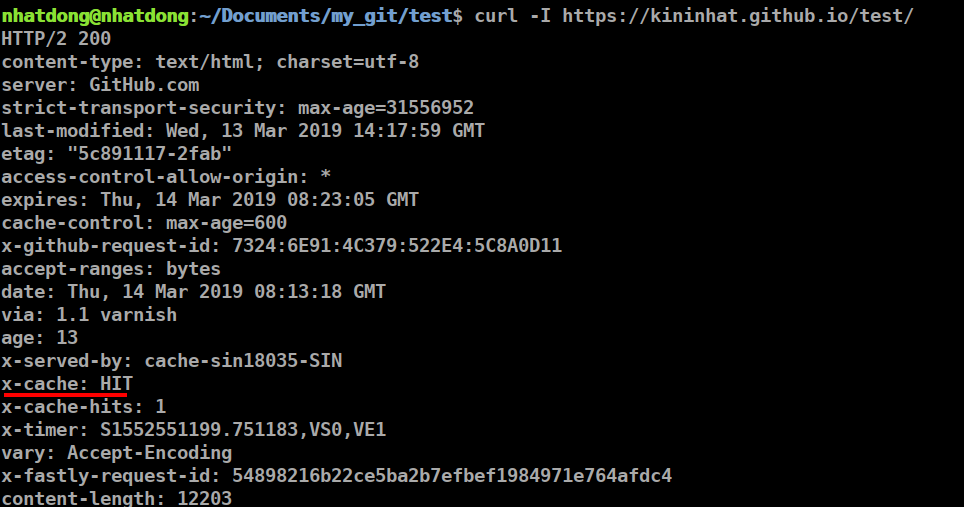 nhatdong@nhatdong:~/Documents/my_git/test$ curl -I https://kininhat.github.io/test/
HTTP/2 200
content-type: text/html; charset=utf-8
server: GitHub.com
strict-transport-security: max-age=31556952
last-modified: Wed, 13 Mar 2019 14:17:59 GMT
etag: "5c891117-2fab"
access-control-allow-origin: *
expires: Thu, 14 Mar 2019 08:23:05 GMT
cache-control: max-age=600
x-github-request-id: 7324:6E91:4C379:522E4:5C8A0D11
accept-ranges: bytes
date: Thu, 14 Mar 2019 08:13:18 GMT
via: 1.1 varnish
age: 13
x-served-by: cache-sin18035-SIN
x-cache: HIT
x-cache-hits: 1
x-timer: S1552551199.751183,VS0,VE1
vary: Accept-Encoding
x-fastly-request-id: 54898216b22ce5ba2b7efbef1984971e764afdc4
content-length: 12203